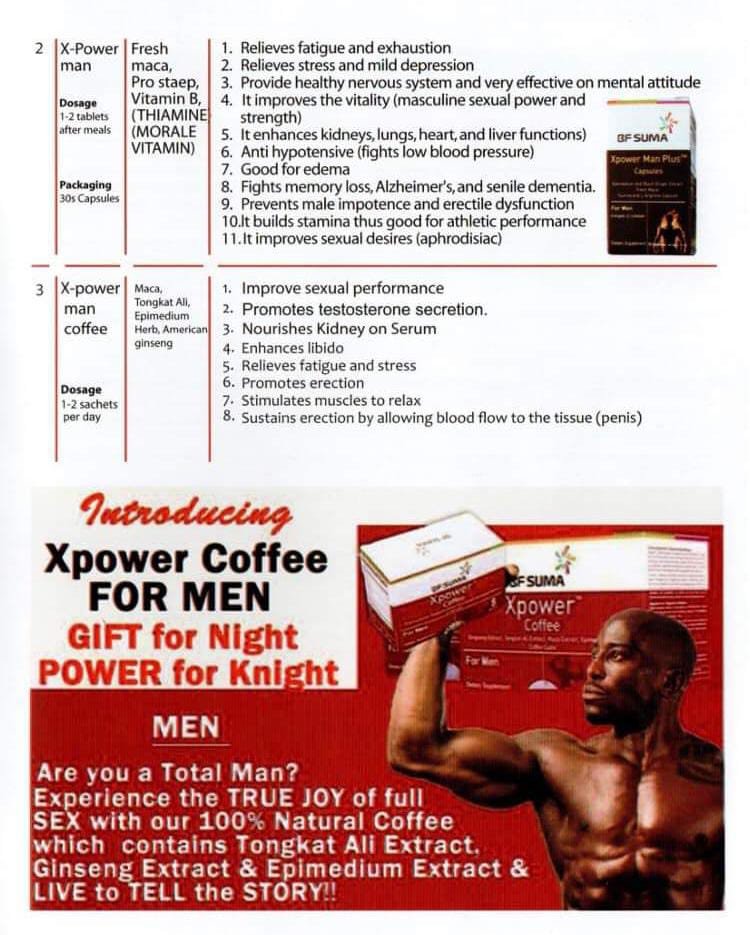 2
X-Power man
Dosage
1-2 tablets
after meals
Packaging
30s Capsules
Fresh
maca,
Pro staep,
Vitamin B,
(THIAMINE
(MORALE
VITAMIN)
1. Relieves fatigue and exhaustion
2. Relieves stress and mild depression
3. Provide healthy nervous system and very effective on mental attitude
4. It improves the vitality (masculine sexual power and
strength)
5. It enhances kidneys, lungs, heart, and liver functions)
6. Anti hypotensive (fights low blood pressure)
7. Good for edema
8. Fights memory loss, Alzheimer's, and senile dementia.
9. Prevents male impotence and erectile dysfunction
10.It builds stamina thus good for athletic performance
11.It improves sexual desires (aphrodisiac)
BF SUMA
Xpower Man Plus™
Capsules
For Men
3
X-power
man
coffee
Dosage
1-2 sachets
per day
Maca,
Tongkat Ali,
Epimedium
Herb, American
ginseng
1. Improve sexual performance
2. Promotes testosterone secretion.
3. Nourishes Kidney on Serum
4. Enhances libido
5. Relieves fatigue and stress
6. Promotes erection
7. Stimulates muscles to relax
8. Sustains erection by allowing blood flow to the tissue (penis)
Introducing
Xpower Coffee
FOR MEN
GIFT for Night
POWER for Knight
BF SUMA
Xpower
Coffee
BF SUMA
Xpower™
Coffee
For Men
MEN
Are you a Total Man?
Experience the TRUE JOY of full
SEX with our 100% Natural Coffee
which contains Tongkat Ali Extract,
Ginseng Extract & Epimedium Extract &
LIVE to TELL the STORY!!